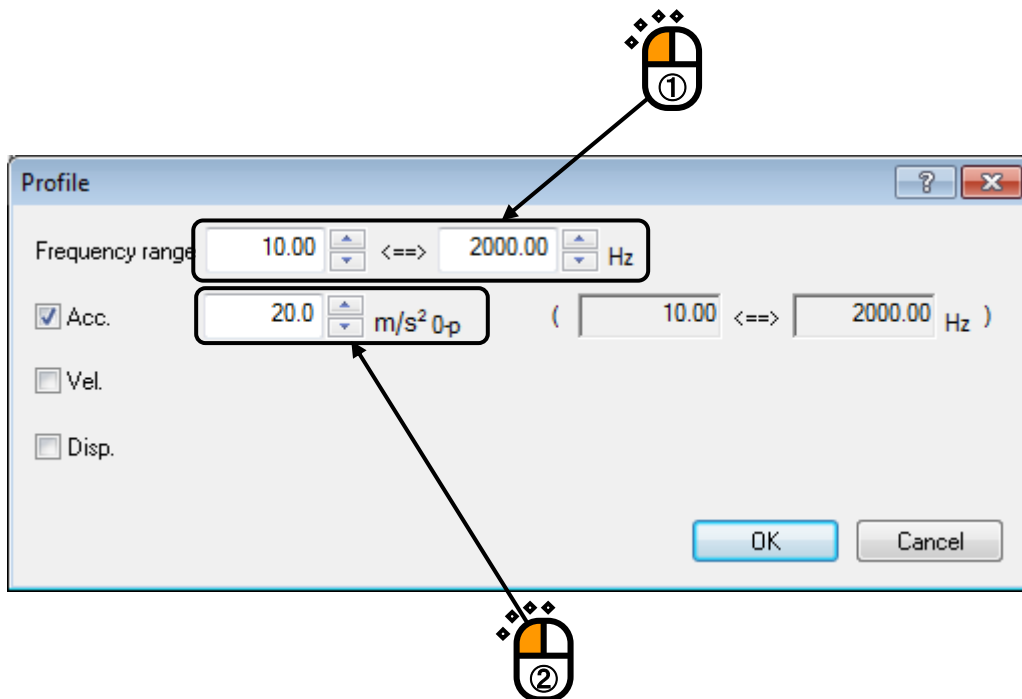 ①
Profile
Frequency range 10.00 <==> 2000.00 Hz
Acc. 20.0 m/s² 0-p ( 10.00 <==> 2000.00 Hz )
Vel.
Disp.
OK Cancel
②